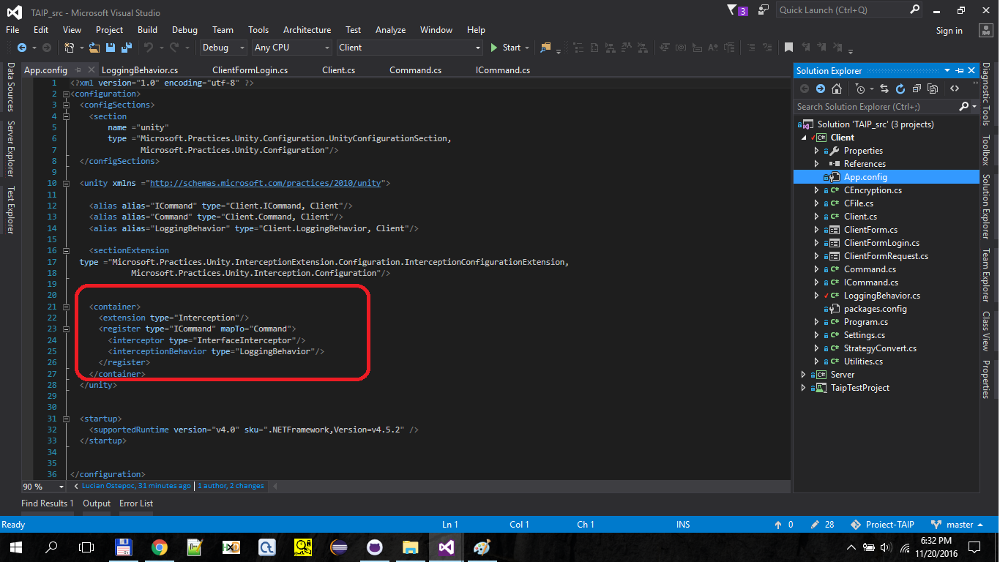 TAIP_src - Microsoft Visual Studio
3
Quick Launch (Ctrl+Q)
File Edit View Project Build Debug Team Tools Architecture Test Analyze Window Help
Sign in
Debug Any CPU Client Start
App.config LoggingBehavior.cs ClientFormLogin.cs Client.cs Command.cs ICommand.cs
Data Sources
Server Explorer
Test Explorer
1 <?xml version="1.0" encoding="utf-8" ?>
2 <configuration>
3 <configSections>
4 <section
5 name ="unity"
6 type ="Microsoft.Practices.Unity.Configuration.UnityConfigurationSection,
7 Microsoft.Practices.Unity.Configuration"/>
8 </configSections>
9
10 <unity xmlns ="http://schemas.microsoft.com/practices/2010/unity">
11
12 <alias alias="ICommand" type="Client.ICommand, Client"/>
13 <alias alias="Command" type="Client.Command, Client"/>
14 <alias alias="LoggingBehavior" type="Client.LoggingBehavior, Client"/>
15
16 <sectionExtension
17 type ="Microsoft.Practices.Unity.InterceptionExtension.Configuration.InterceptionConfigurationExtension,
18 Microsoft.Practices.Unity.Interception.Configuration"/>
19
20
21 <container>
22 <extension type="Interception"/>
23 <register type="ICommand" mapTo="Command">
24 <interceptor type="InterfaceInterceptor"/>
25 <interceptionBehavior type="LoggingBehavior"/>
26 </register>
27 </container>
28 </unity>
29
30
31 <startup>
32 <supportedRuntime version="v4.0" sku=".NETFramework,Version=v4.5.2" />
33 </startup>
34
35
36 </configuration>
90 % Lucian Ostepoc, 31 minutes ago | 1 author, 2 changes
Solution Explorer
Search Solution Explorer (Ctrl+;)
Solution 'TAIP_src' (3 projects)
C# Client
Properties
References
App.config
C# CEncryption.cs
C# CFile.cs
C# Client.cs
ClientForm.cs
ClientFormLogin.cs
ClientFormRequest.cs
C# Command.cs
C# ICommand.cs
C# LoggingBehavior.cs
packages.config
C# Program.cs
C# Settings.cs
C# StrategyConvert.cs
C# Utilities.cs
C# Server
TaipTestProject
Diagnostic Tools
Toolbox
Solution Explorer
Team Explorer
Class View
Properties
Find Results 1 Output Error List
Ready Ln 1 Col 1 Ch 1 INS 0 28 Proiect-TAIP master
6:32 PM
11/20/2016